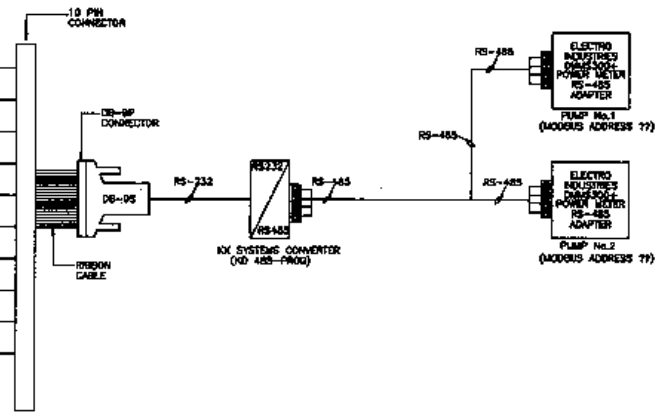 10 PIN
CONNECTOR
DB-9P
CONNECTOR
DB-9S
RIBBON
CABLE
RS-232
RS232
RS485
KK SYSTEMS CONVERTER
(KD 485-PROG)
RS-485
RS-485
RS-485
RS-485
ELECTRO
INDUSTRIES
DMMS300+
POWER METER
RS-485
ADAPTER
PUMP No.1
(MODBUS ADDRESS ??)
ELECTRO
INDUSTRIES
DMMS300+
POWER METER
RS-485
ADAPTER
PUMP No.2
(MODBUS ADDRESS ??)